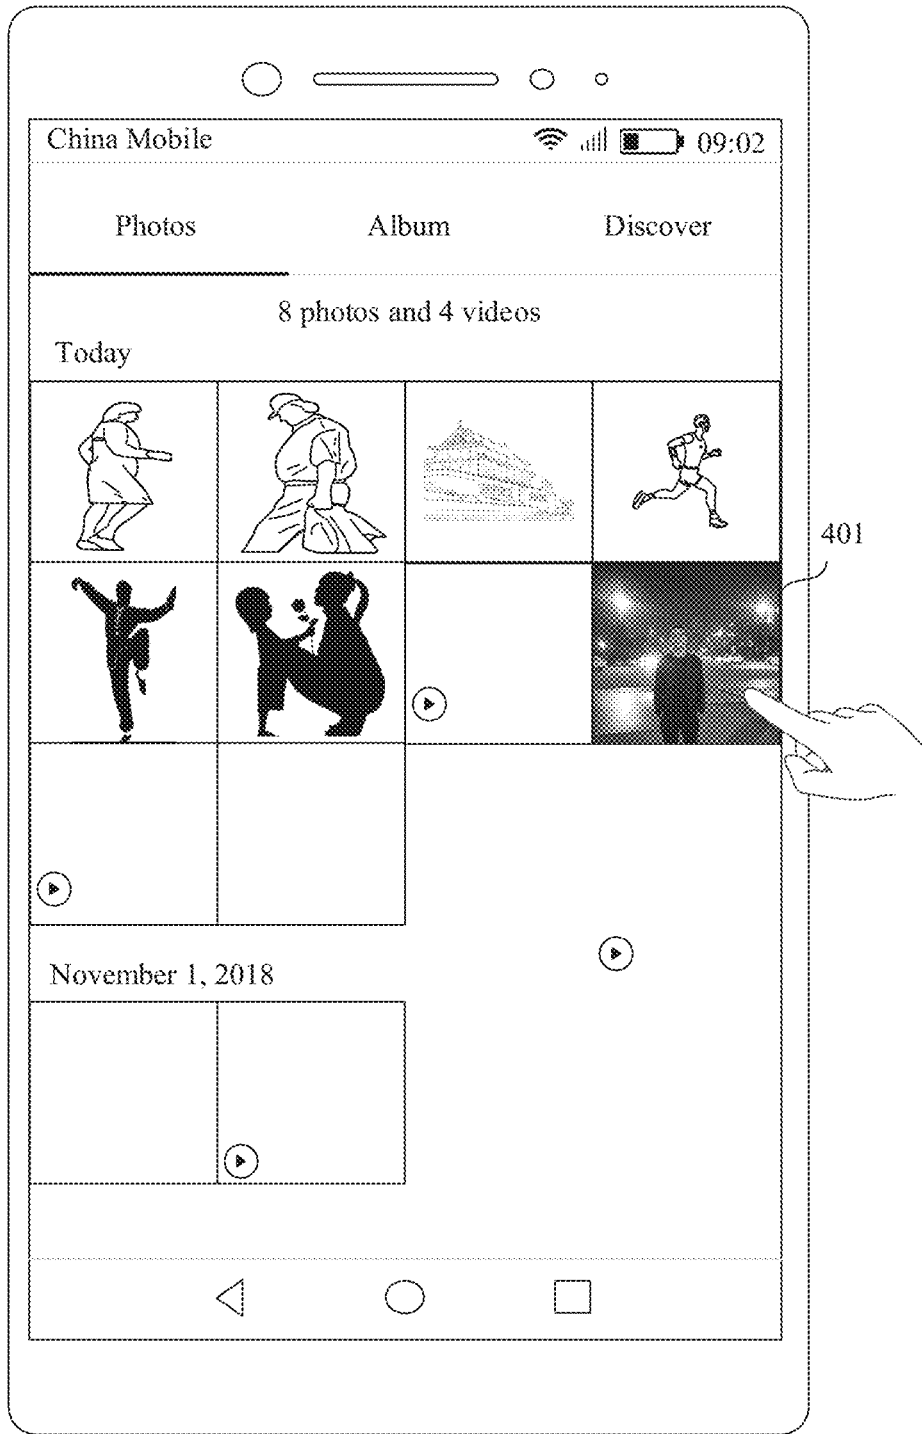 China Mobile 09:02
Photos Album Discover
8 photos and 4 videos
Today
401
November 1, 2018